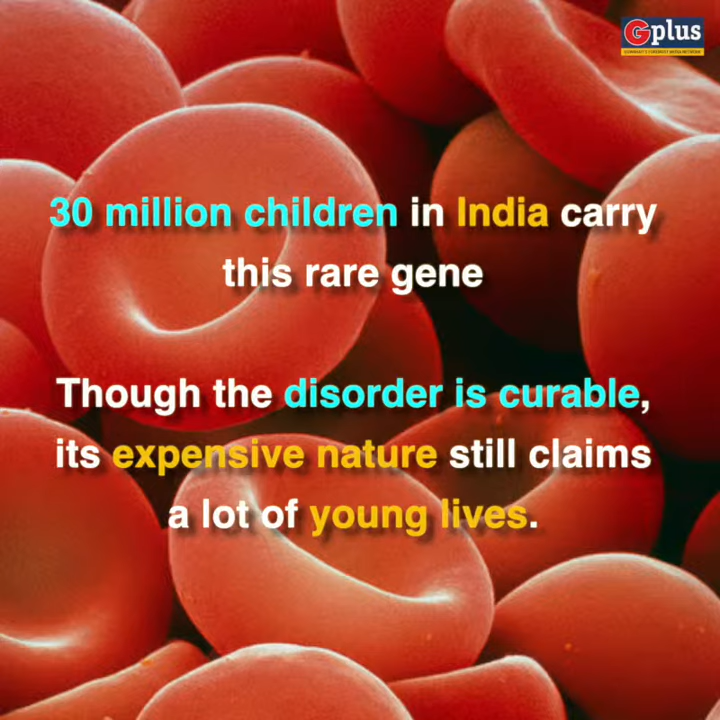 Gplus
30 million children in India carry
this rare gene
Though the disorder is curable,
its expensive nature still claims
a lot of young lives.